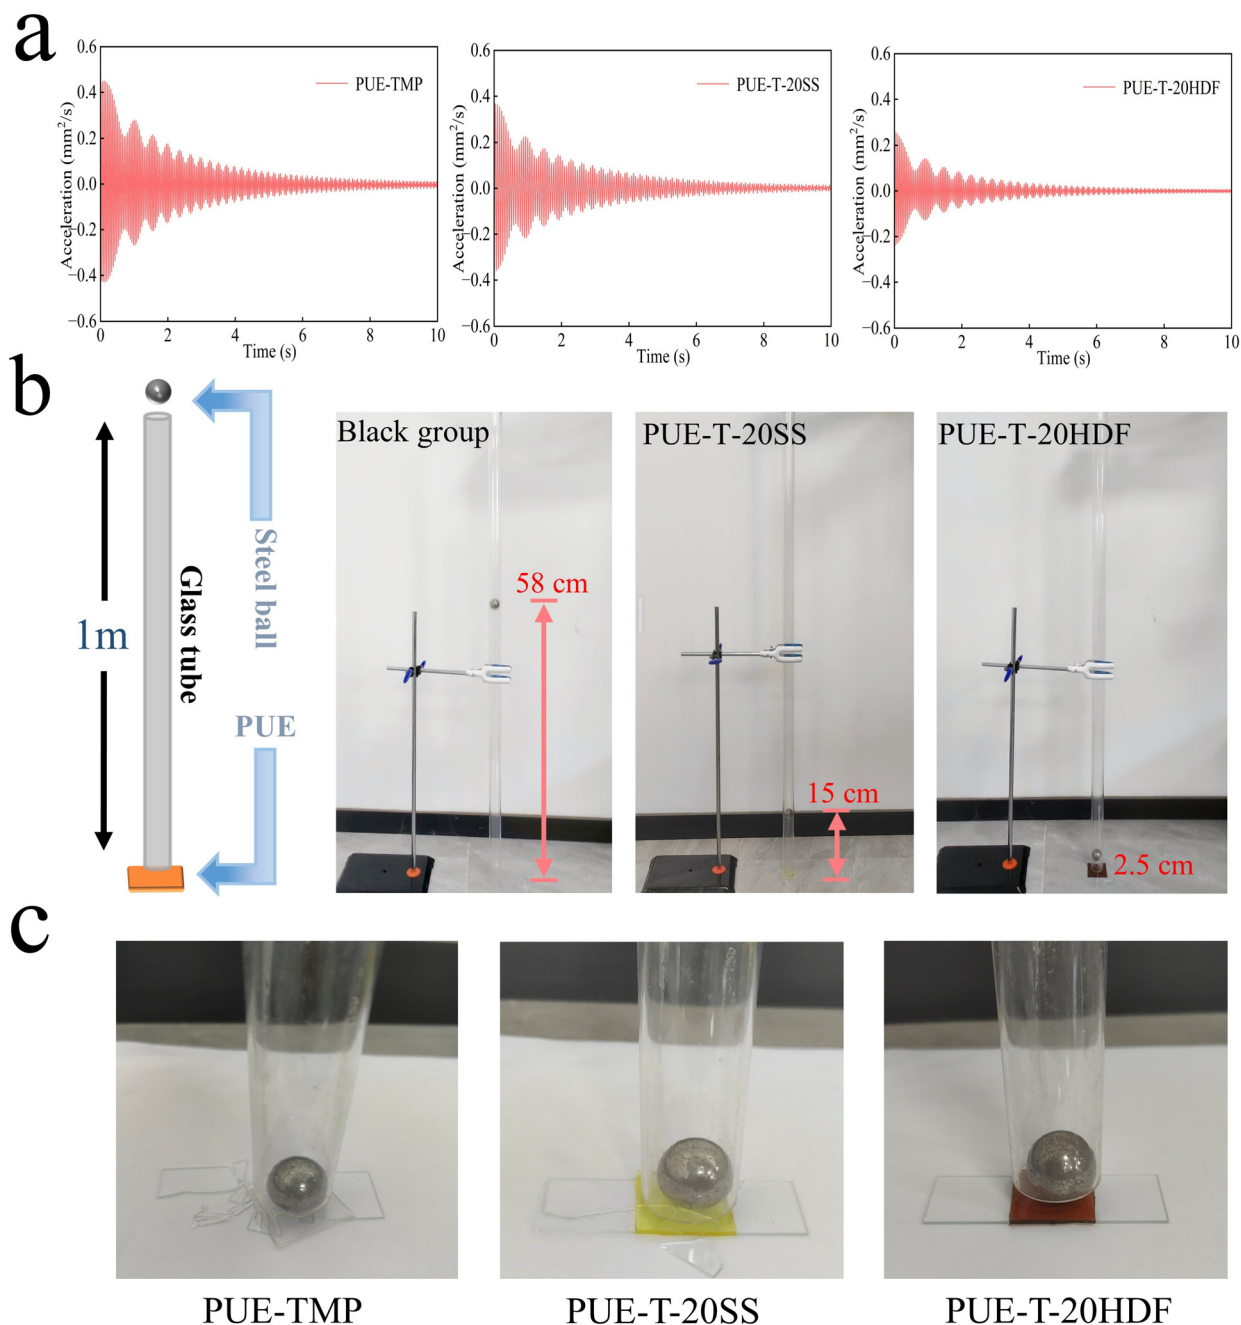 a
0.6
0.4
0.2
0.0
−0.2
−0.4
−0.6
Acceleration (mm²/s)
PUE-TMP
0 2 4 6 8 10
Time (s)
0.6
0.4
0.2
0.0
−0.2
−0.4
−0.6
Acceleration (mm²/s)
PUE-T-20SS
0 2 4 6 8 10
Time (s)
0.6
0.4
0.2
0.0
−0.2
−0.4
−0.6
Acceleration (mm²/s)
PUE-T-20HDF
0 2 4 6 8 10
Time (s)
b
1m
Glass tube
Steel ball
PUE
Black group
58 cm
PUE-T-20SS
15 cm
PUE-T-20HDF
2.5 cm
c
PUE-TMP
PUE-T-20SS
PUE-T-20HDF